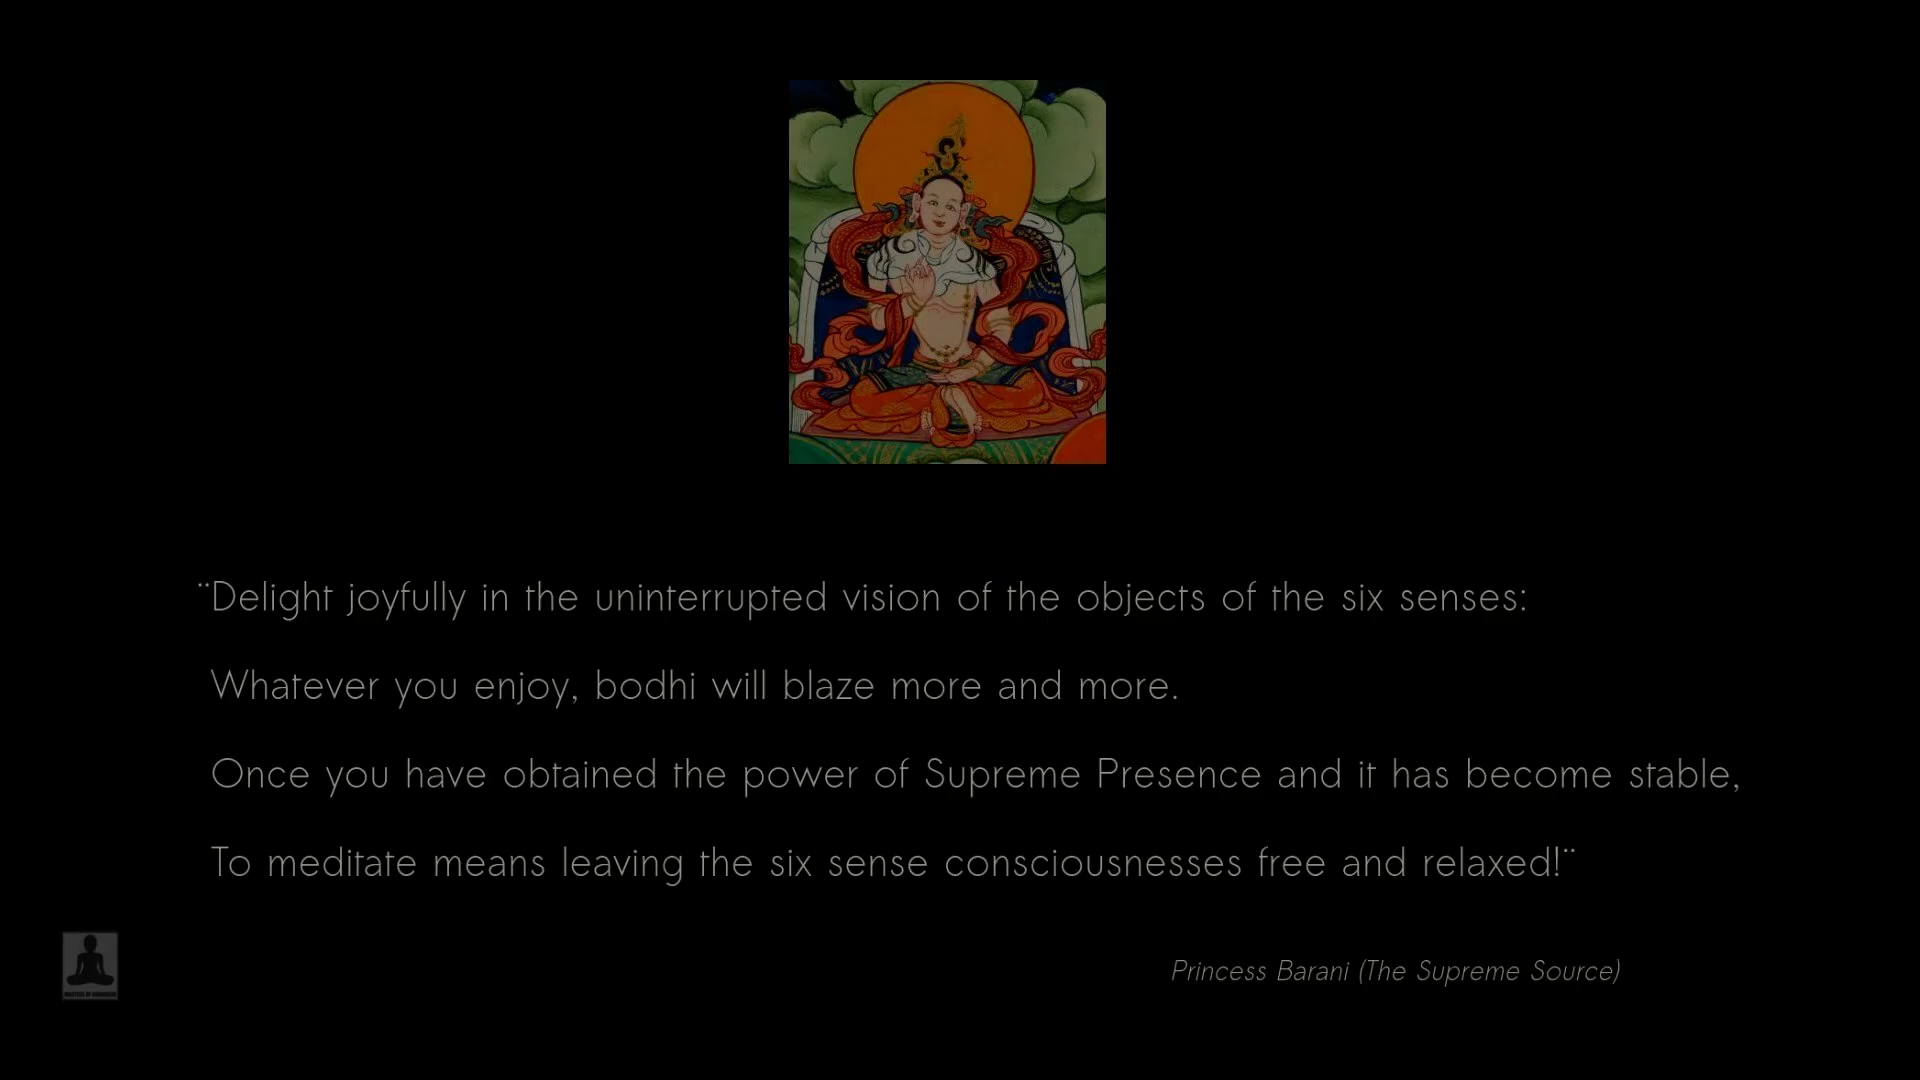 ¨Delight joyfully in the uninterrupted vision of the objects of the six senses:
Whatever you enjoy, bodhi will blaze more and more.
Once you have obtained the power of Supreme Presence and it has become stable,
To meditate means leaving the six sense consciousnesses free and relaxed!¨
Princess Barani (The Supreme Source)